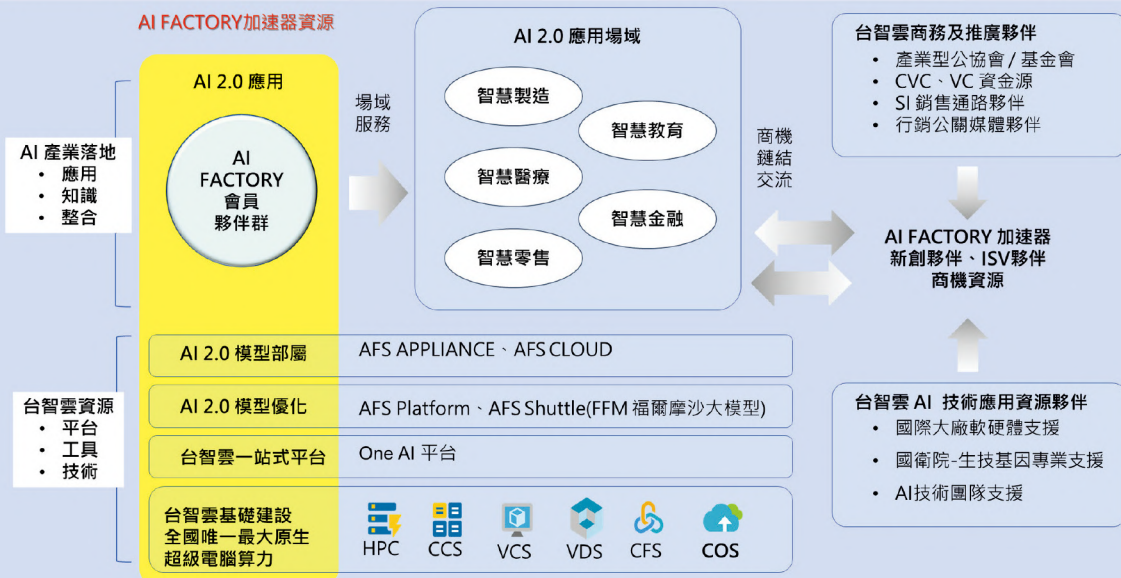 AI FACTORY加速器資源
AI 產業落地
• 應用
• 知識
• 整合
AI 2.0 應用
AI
FACTORY
會員
夥伴群
場域
服務
AI 2.0 應用場域
智慧製造
智慧教育
智慧醫療
智慧金融
智慧零售
商機
鏈結
交流
台智雲商務及推廣夥伴
• 產業型公協會 / 基金會
• CVC、VC 資金源
• SI 銷售通路夥伴
• 行銷公關媒體夥伴
AI FACTORY 加速器
新創夥伴、ISV夥伴
商機資源
台智雲 AI 技術應用資源夥伴
• 國際大廠軟硬體支援
• 國衛院-生技基因專業支援
• AI技術團隊支援
台智雲資源
• 平台
• 工具
• 技術
AI 2.0 模型部屬
AFS APPLIANCE、AFS CLOUD
AI 2.0 模型優化
AFS Platform、AFS Shuttle(FFM 福爾摩沙大模型)
台智雲一站式平台
One AI 平台
台智雲基礎建設
全國唯一最大原生
超級電腦算力
HPC
CCS
VCS
VDS
CFS
COS